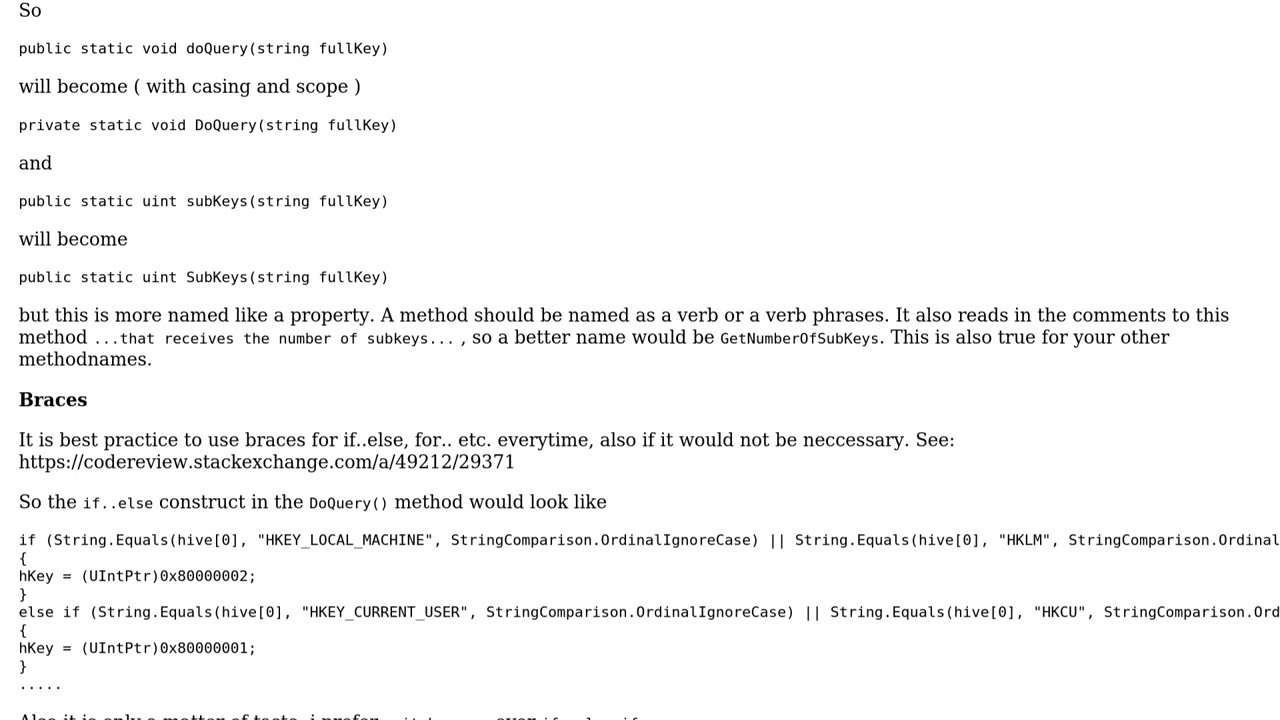 So
public static void doQuery(string fullKey)
will become ( with casing and scope )
private static void DoQuery(string fullKey)
and
public static uint subKeys(string fullKey)
will become
public static uint SubKeys(string fullKey)
but this is more named like a property. A method should be named as a verb or a verb phrases. It also reads in the comments to this
method ...that receives the number of subkeys... , so a better name would be GetNumberOfSubKeys. This is also true for your other
methodnames.
Braces
It is best practice to use braces for if..else, for.. etc. everytime, also if it would not be neccessary. See:
https://codereview.stackexchange.com/a/49212/29371
So the if..else construct in the DoQuery() method would look like
if (String.Equals(hive[0], "HKEY_LOCAL_MACHINE", StringComparison.OrdinalIgnoreCase) || String.Equals(hive[0], "HKLM", StringComparison.Ordinal
{
hKey = (UIntPtr)0x80000002;
}
else if (String.Equals(hive[0], "HKEY_CURRENT_USER", StringComparison.OrdinalIgnoreCase) || String.Equals(hive[0], "HKCU", StringComparison.Ord
{
hKey = (UIntPtr)0x80000001;
}
.....